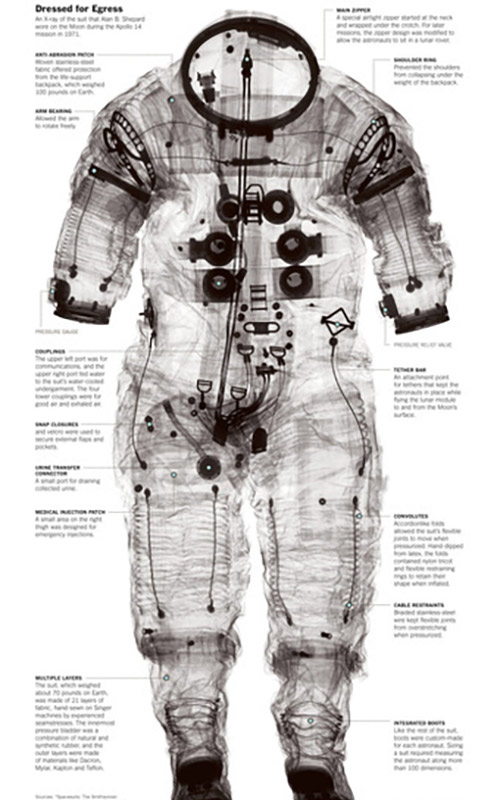 Dressed for Egress
An X-ray of the suit that Alan B. Shepard
wore on the Moon during the Apollo 14
mission in 1971.
MAIN ZIPPER
A special airtight zipper started at the neck
and wrapped under the crotch. For later
missions, the zipper design was modified to
allow the astronauts to sit in a lunar rover.
ANTI-ABRASION PATCH
Woven stainless-steel
fabric offered protection
from the life-support
backpack, which weighed
100 pounds on Earth.
SHOULDER RING
Prevented the shoulders
from collapsing under the
weight of the backpack.
ARM BEARING
Allowed the arm
to rotate freely.
PRESSURE GAUGE
PRESSURE RELIEF VALVE
COUPLINGS
The upper left port was for
communications, and the
upper right port fed water
to the suit's water-cooled
undergarment. The four
lower couplings were for
good air and exhaled air.
TETHER BAR
An attachment point
for tethers that kept the
astronauts in place while
flying the lunar module
to and from the Moon's
surface.
SNAP CLOSURES
and velcro were used to
secure external flaps and
pockets.
URINE TRANSFER
CONNECTOR
A small port for draining
collected urine.
MEDICAL INJECTION PATCH
A small area on the right
thigh was designed for
emergency injections.
CONVOLUTES
Accordionlike folds
allowed the suit's flexible
joints to move when
pressurized. Hand-dipped
from latex, the folds
contained nylon tricot
and flexible restraining
rings to retain their
shape when inflated.
CABLE RESTRAINTS
Braided stainless-steel
wire kept flexible joints
from overstretching
when pressurized.
MULTIPLE LAYERS
The suit, which weighed
about 70 pounds on Earth,
was made of 21 layers of
fabric, hand-sewn on Singer
machines by experienced
seamstresses. The innermost
pressure bladder was a
combination of natural and
synthetic rubber, and the
outer layers were made
of materials like Dacron,
Mylar, Kapton and Teflon.
INTEGRATED BOOTS
Like the rest of the suit,
boots were custom-made
for each astronaut. Sizing
a suit required measuring
the astronaut along more
than 100 dimensions.
Sources: "Spacesuits: The Smithsonian